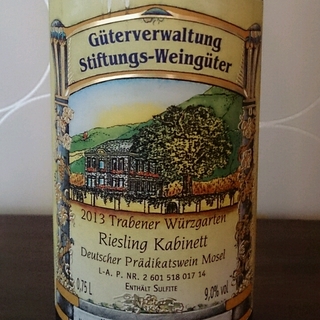 Güterverwaltung
Stiftungs-Weingüter
2013 Trabener Würzgarten
Riesling Kabinett
Deutscher Prädikatswein Mosel
L-A. P. NR. 2 601 518 017 14
0,75 L
Enthält Sulfite
9,0% vol